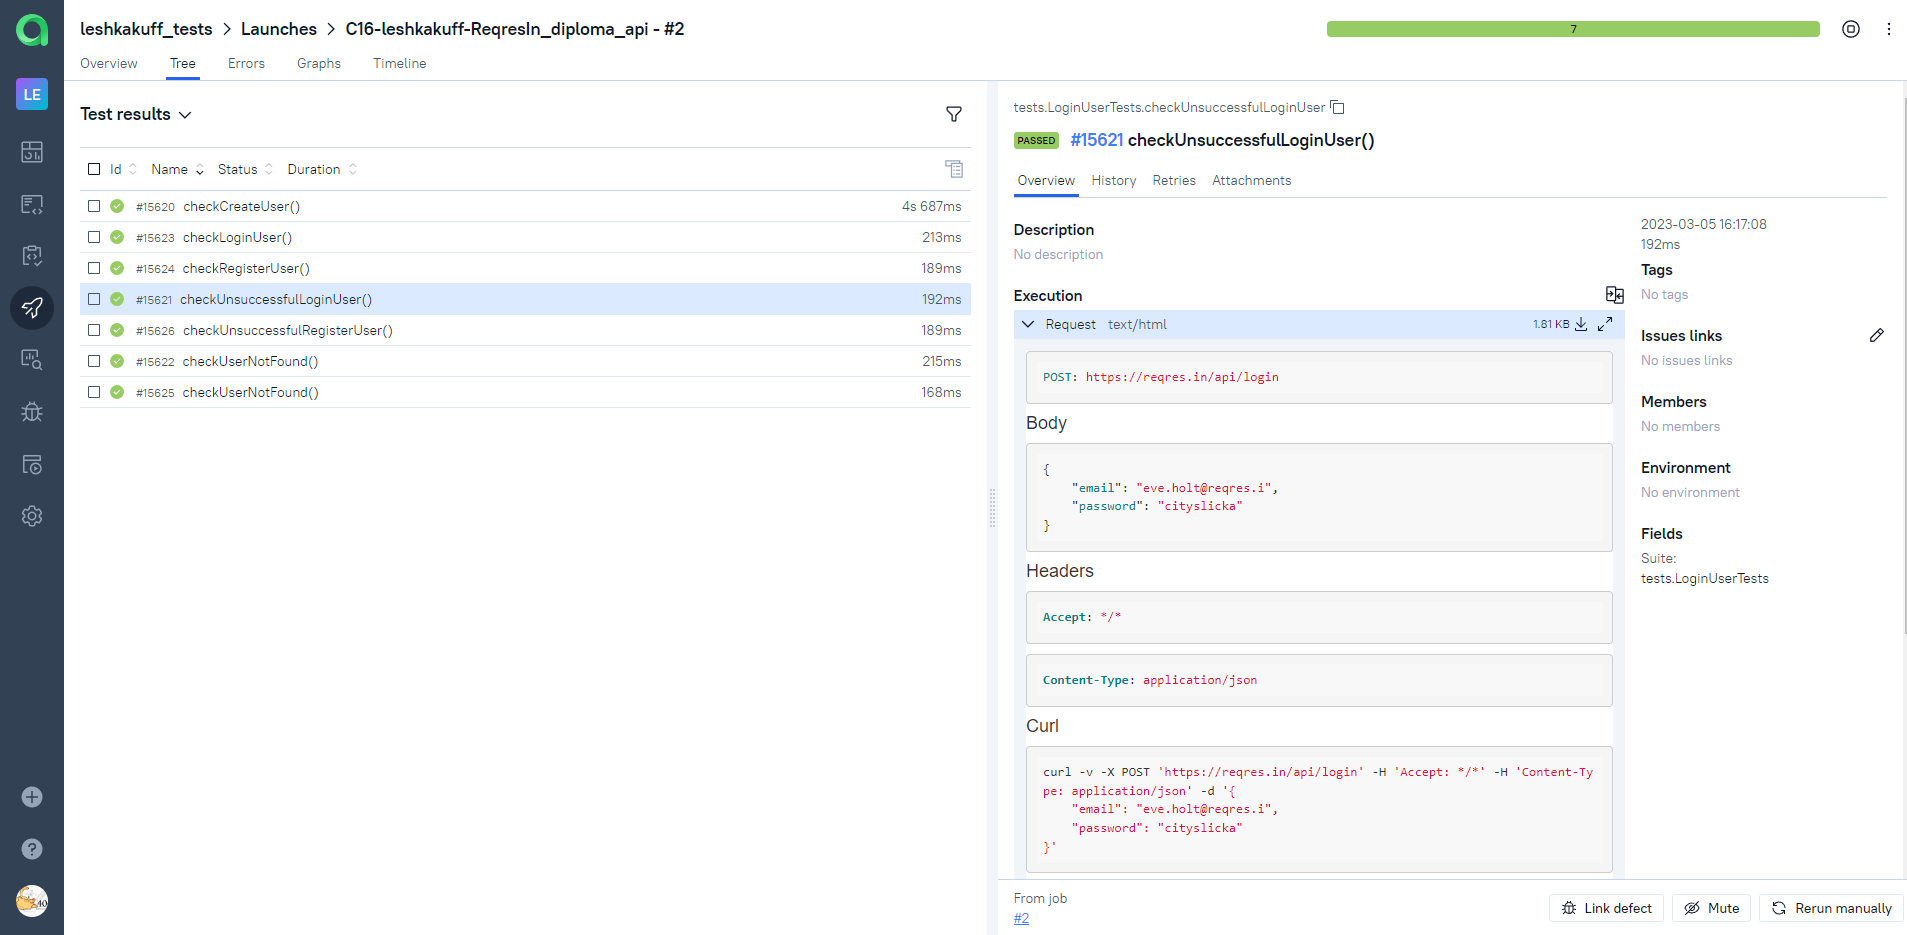 leshkakuff_tests > Launches > C16-leshkakuff-ReqresIn_diploma_api - #2
7
Overview Tree Errors Graphs Timeline
LE
Test results
Id Name Status Duration
#15620 checkCreateUser() 4s 687ms
#15623 checkLoginUser() 213ms
#15624 checkRegisterUser() 189ms
#15621 checkUnsuccessfulLoginUser() 192ms
#15626 checkUnsuccessfulRegisterUser() 189ms
#15622 checkUserNotFound() 215ms
#15625 checkUserNotFound() 168ms
tests.LoginUserTests.checkUnsuccessfulLoginUser
PASSED #15621 checkUnsuccessfulLoginUser()
Overview History Retries Attachments
Description
No description
Execution
Request text/html 1.81 KB
POST: https://reqres.in/api/login
Body
{
"email": "eve.holt@reqres.i",
"password": "cityslicka"
}
Headers
Accept: */*
Content-Type: application/json
Curl
curl -v -X POST 'https://reqres.in/api/login' -H 'Accept: */*' -H 'Content-Ty
pe: application/json' -d '{
"email": "eve.holt@reqres.i",
"password": "cityslicka"
}'
2023-03-05 16:17:08
192ms
Tags
No tags
Issues links
No issues links
Members
No members
Environment
No environment
Fields
Suite:
tests.LoginUserTests
From job
#2
Link defect Mute Rerun manually